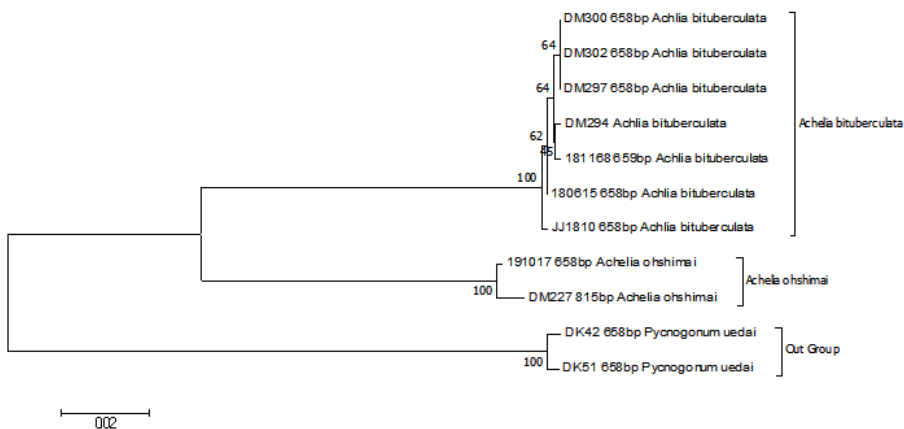 DM300 658bp Achlia bituberculata
64
DM302 658bp Achlia bituberculata
64
DM297 658bp Achlia bituberculata
DM294 Achlia bituberculata
Achelia bituberculata
62
45
181168 659bp Achlia bituberculata
100
180615 658bp Achlia bituberculata
JJ1810 658bp Achlia bituberculata
191017 658bp Achelia ohshimai
Achelia ohshimai
100
DM227 815bp Achelia ohshimai
DK42 658bp Pycnogonum uedai
Out Group
100
DK51 658bp Pycnogonum uedai
0.02